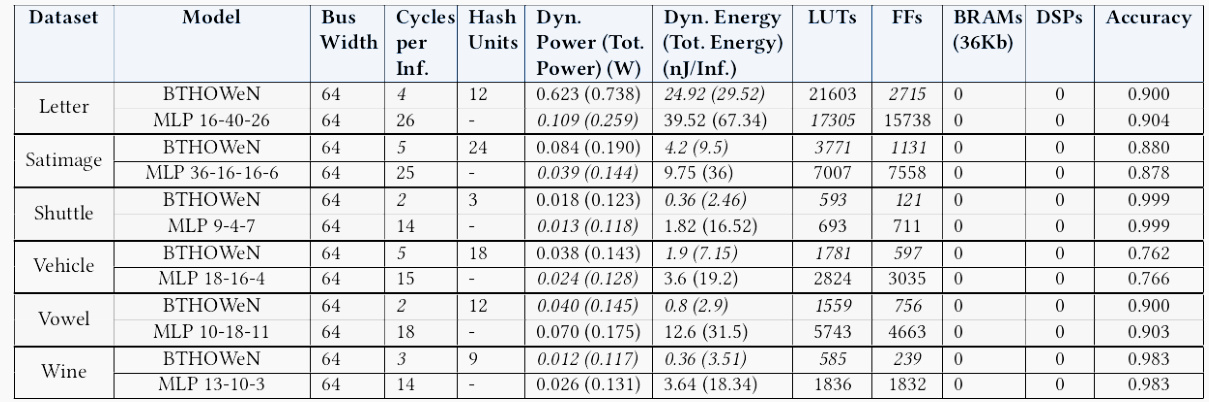 Dataset Model Bus Width Cycles per Inf. Hash Units Dyn. Power (Tot. Power) (W) Dyn. Energy (Tot. Energy) (nJ/Inf.) LUTs FFs BRAMs (36Kb) DSPs Accuracy
Letter BTHOWeN 64 4 12 0.623 (0.738) 24.92 (29.52) 21603 2715 0 0 0.900
MLP 16-40-26 64 26 - 0.109 (0.259) 39.52 (67.34) 17305 15738 0 0 0.904
Satimage BTHOWeN 64 5 24 0.084 (0.190) 4.2 (9.5) 3771 1131 0 0 0.880
MLP 36-16-16-6 64 25 - 0.039 (0.144) 9.75 (36) 7007 7558 0 0 0.878
Shuttle BTHOWeN 64 2 3 0.018 (0.123) 0.36 (2.46) 593 121 0 0 0.999
MLP 9-4-7 64 14 - 0.013 (0.118) 1.82 (16.52) 693 711 0 0 0.999
Vehicle BTHOWeN 64 5 18 0.038 (0.143) 1.9 (7.15) 1781 597 0 0 0.762
MLP 18-16-4 64 15 - 0.024 (0.128) 3.6 (19.2) 2824 3035 0 0 0.766
Vowel BTHOWeN 64 2 12 0.040 (0.145) 0.8 (2.9) 1559 756 0 0 0.900
MLP 10-18-11 64 18 - 0.070 (0.175) 12.6 (31.5) 5743 4663 0 0 0.903
Wine BTHOWeN 64 3 9 0.012 (0.117) 0.36 (3.51) 585 239 0 0 0.983
MLP 13-10-3 64 14 - 0.026 (0.131) 3.64 (18.34) 1836 1832 0 0 0.983